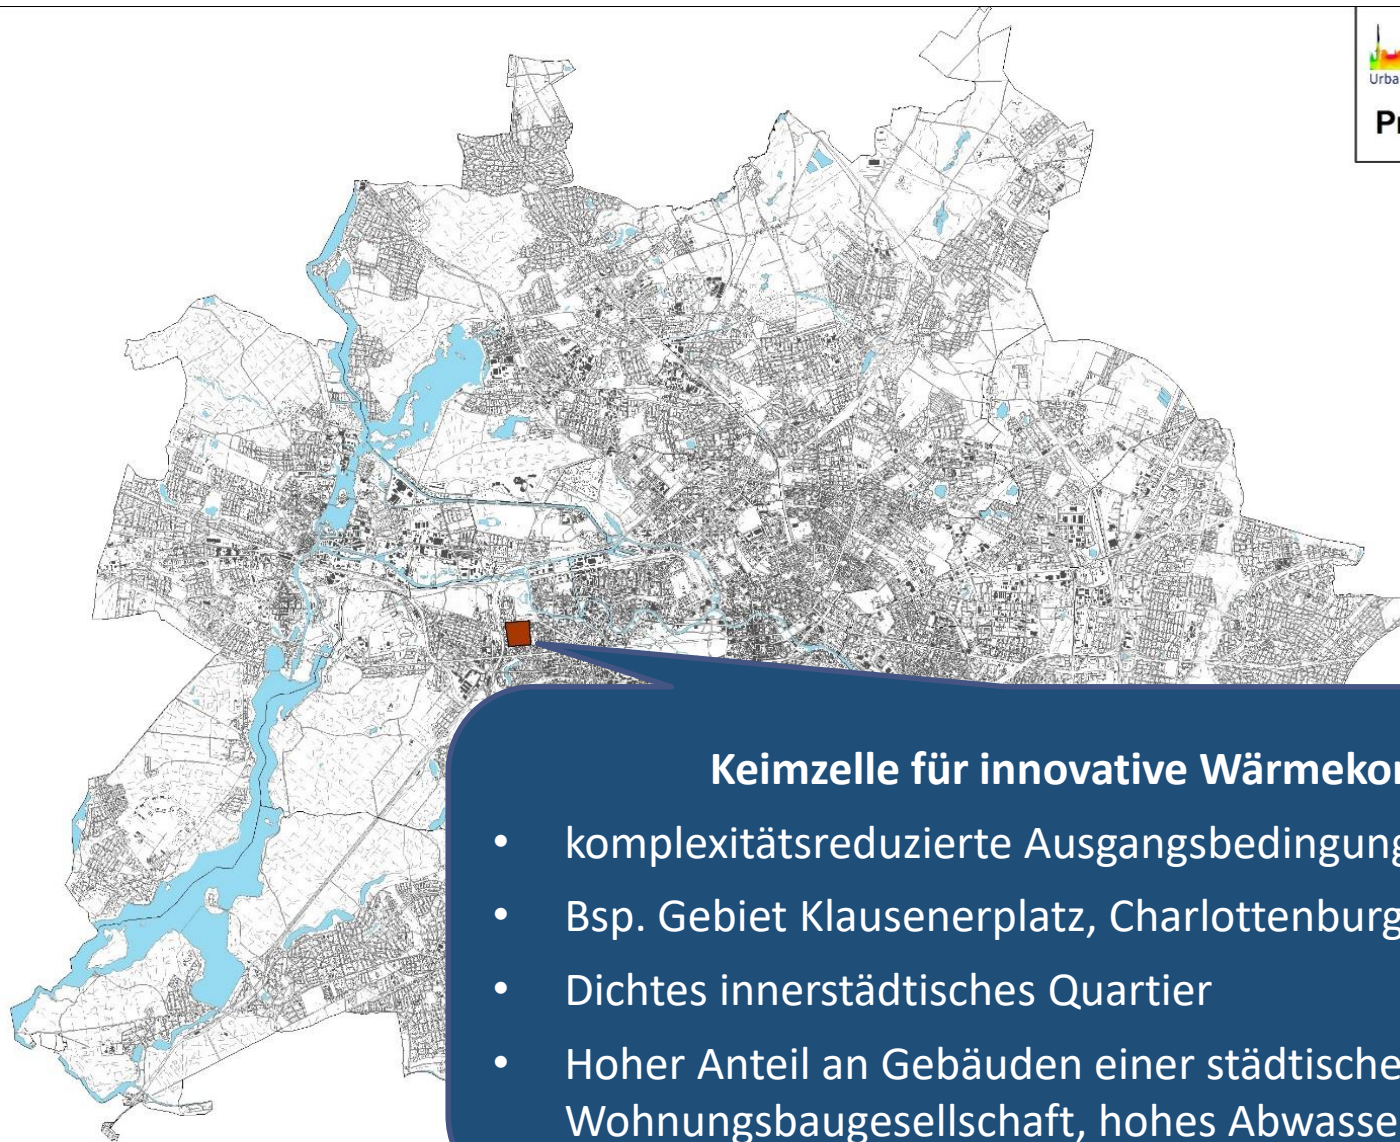 Urba
Pr
Keimzelle für innovative Wärmekon
• komplexitätsreduzierte Ausgangsbedingung
• Bsp. Gebiet Klausenerplatz, Charlottenburg
• Dichtes innerstädtisches Quartier
• Hoher Anteil an Gebäuden einer städtische
Wohnungsbaugesellschaft, hohes Abwasse